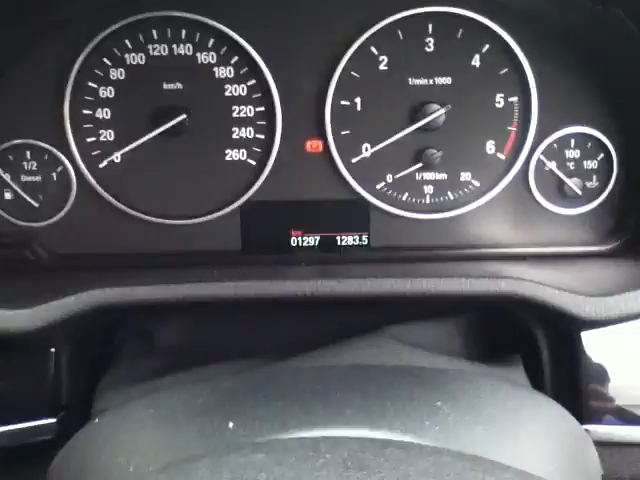 0 20 40 60 80 100 120 140 160 180 200 220 240 260
km/h
0 1 2 3 4 5 6
1/min x 1000
0 10 20
l/100km
1/2 1
Diesel
100 150
°C
km
01297 1283.5